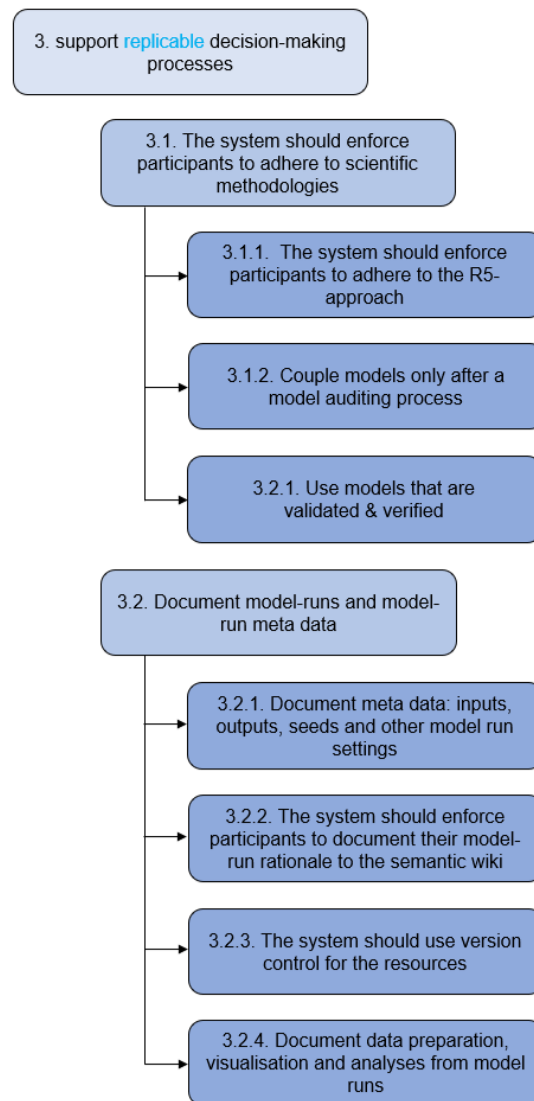 3. support replicable decision-making
processes
3.1. The system should enforce
participants to adhere to scientific
methodologies
3.1.1.  The system should enforce
participants to adhere to the R5-
approach
3.1.2. Couple models only after a
model auditing process
3.2.1. Use models that are
validated & verified
3.2. Document model-runs and model-
run meta data
3.2.1. Document meta data: inputs,
outputs, seeds and other model run
settings
3.2.2. The system should enforce
participants to document their model-
run rationale to the semantic wiki
3.2.3. The system should use version
control for the resources
3.2.4. Document data preparation,
visualisation and analyses from model
runs